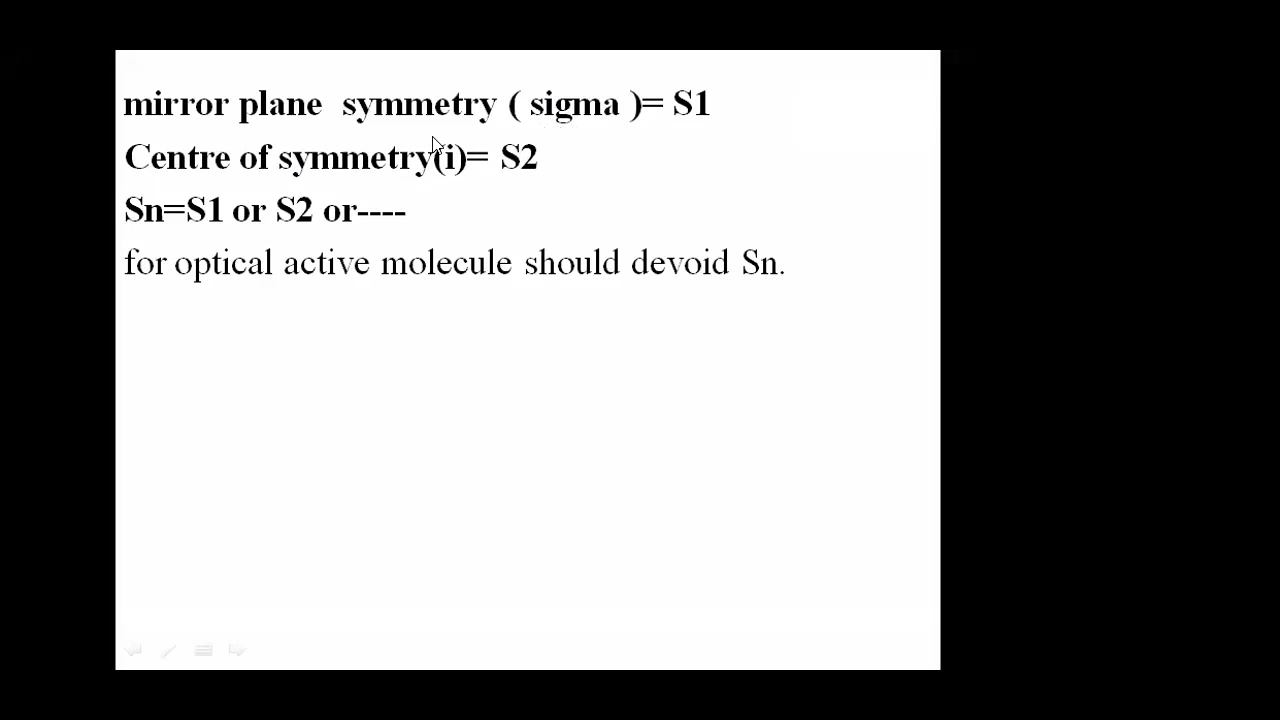 mirror plane symmetry ( sigma )= S1
Centre of symmetry(i)= S2
Sn=S1 or S2 or----
for optical active molecule should devoid Sn.